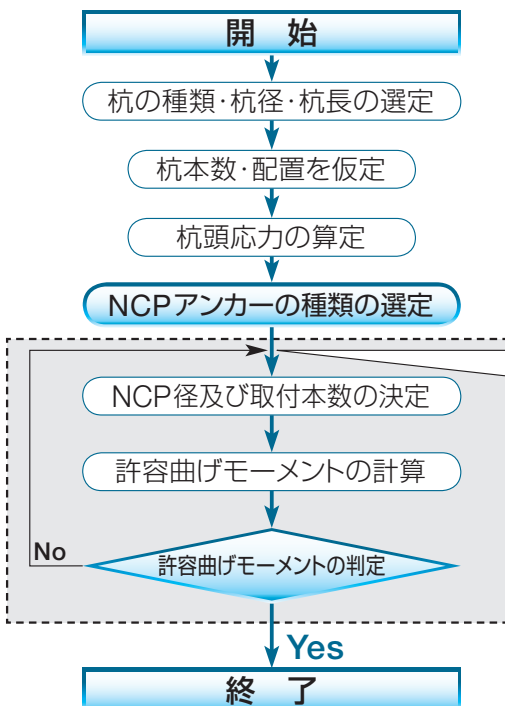 開 始
杭の種類・杭径・杭長の選定
杭本数・配置を仮定
杭頭応力の算定
NCPアンカーの種類の選定
NCP径及び取付本数の決定
許容曲げモーメントの計算
No
許容曲げモーメントの判定
Yes
終 了